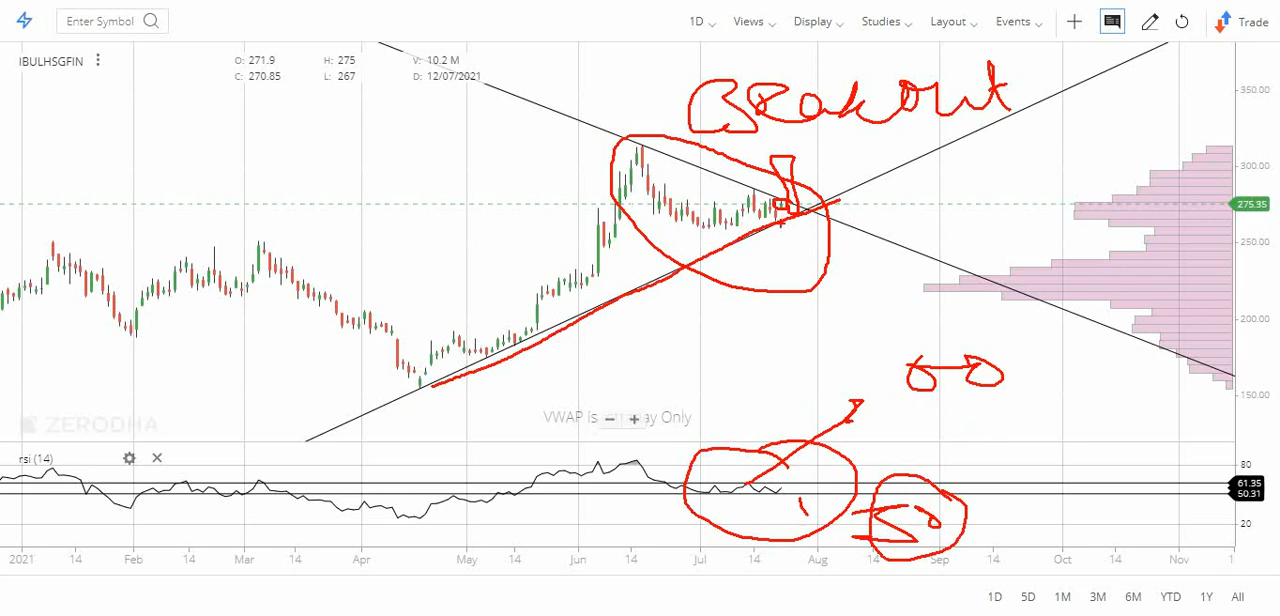 Enter Symbol 1D Views Display Studies Layout Events Trade
IBULHSGFIN O: 271.9 H: 275 V: 10.2 M
C: 270.85 L: 267 D: 12/07/2021
BREakout
350.00
300.00
275.35
250.00
200.00
150.00
VWAP is ay Only
ZERODHA
rsi (14)
80
61.35
50.31
50
20
2021 14 Feb 14 Mar 14 Apr May 14 Jun 14 Jul 14 Aug 14 Sep 14 Oct 14 Nov 1
1D 5D 1M 3M 6M YTD 1Y All